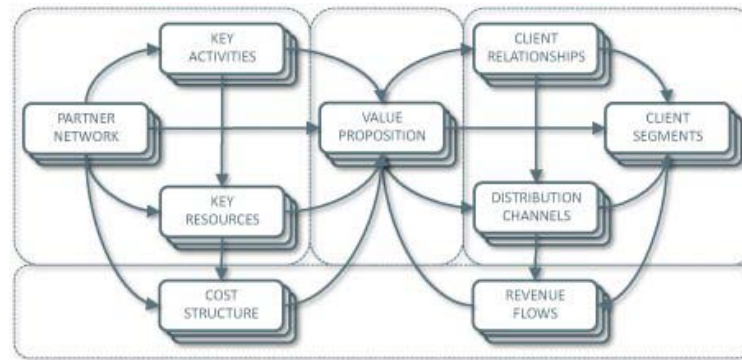 KEY
ACTIVITIES
CLIENT
RELATIONSHIPS
PARTNER
NETWORK
VALUE
PROPOSITION
CLIENT
SEGMENTS
KEY
RESOURCES
DISTRIBUTION
CHANNELS
COST
STRUCTURE
REVENUE
FLOWS